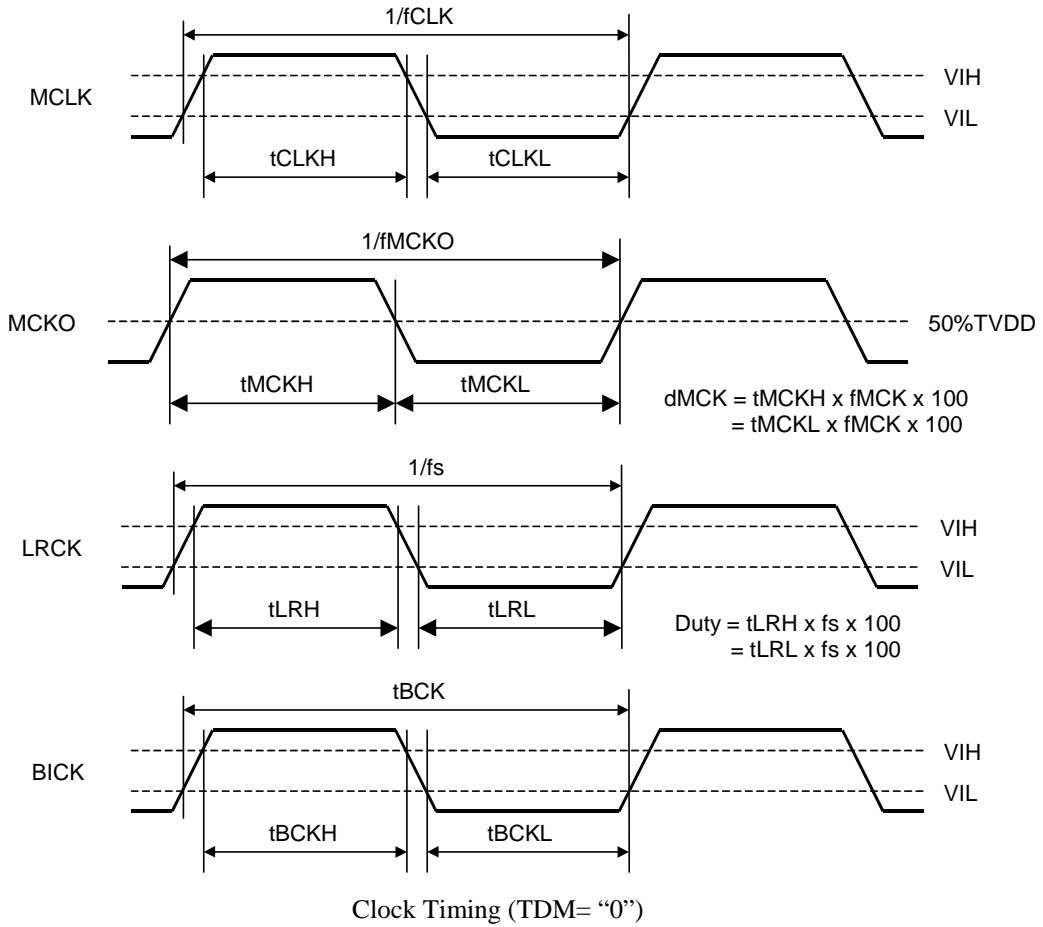 1/fCLK
VIH
MCLK
VIL
tCLKH
tCLKL
1/fMCKO
MCKO
50%TVDD
tMCKH
tMCKL
dMCK = tMCKH x fMCK x 100
= tMCKL x fMCK x 100
1/fs
VIH
LRCK
VIL
tLRH
tLRL
Duty = tLRH x fs x 100
= tLRL x fs x 100
tBCK
VIH
BICK
VIL
tBCKH
tBCKL
Clock Timing (TDM= “0”)